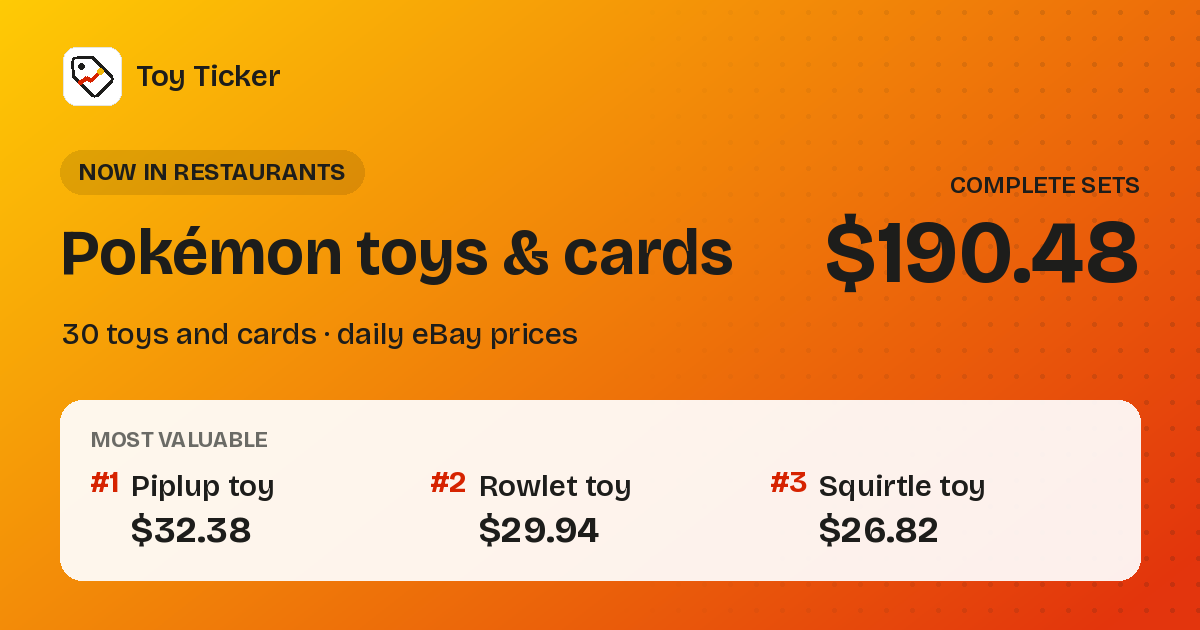 Toy Ticker
NOW IN RESTAURANTS
Pokémon toys & cards
30 toys and cards · daily eBay prices
COMPLETE SETS
$190.48
MOST VALUABLE
#1 Piplup toy
$32.38
#2 Rowlet toy
$29.94
#3 Squirtle toy
$26.82